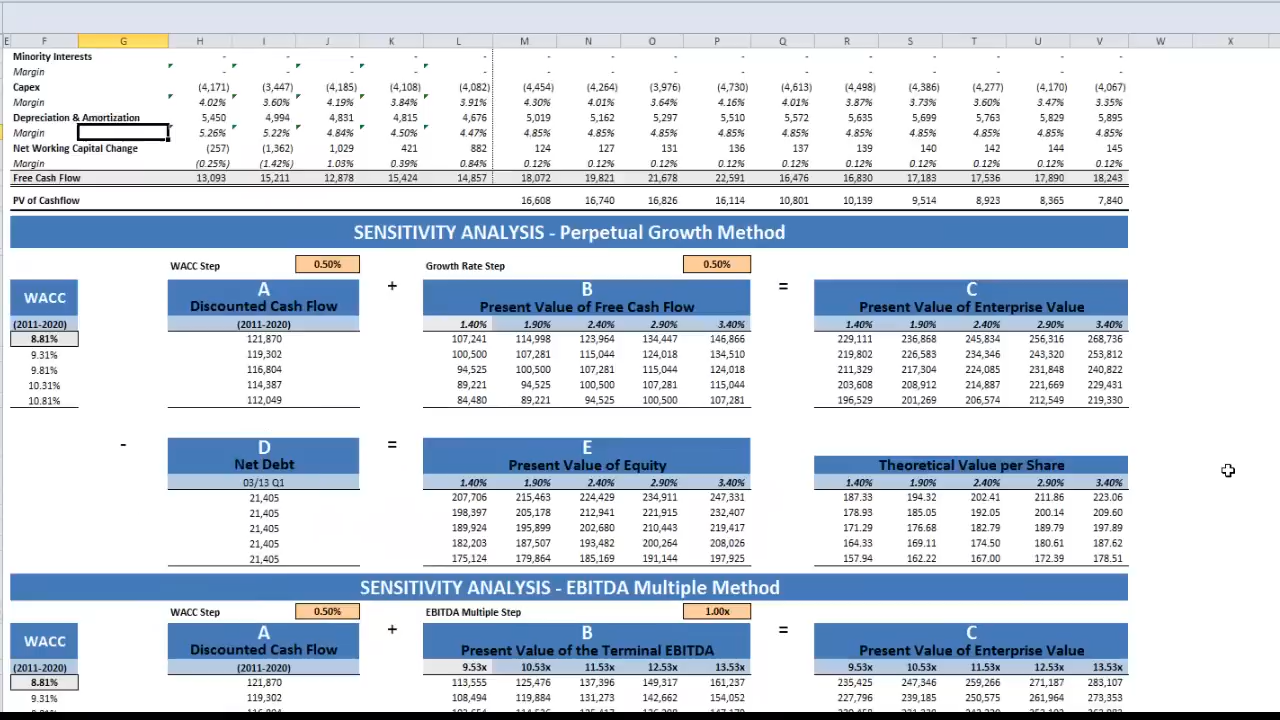 E F G H I J K L M N O P Q R S T U V W X
Minority Interests - - - - - - - - - - - - - - -
Margin - - - - - - - - - - - - - - -
Capex (4,171) (3,447) (4,185) (4,108) (4,082) (4,454) (4,264) (3,976) (4,730) (4,613) (4,498) (4,386) (4,277) (4,170) (4,067)
Margin 4.02% 3.60% 4.19% 3.84% 3.91% 4.30% 4.01% 3.64% 4.16% 4.01% 3.87% 3.73% 3.60% 3.47% 3.35%
Depreciation & Amortization 5,450 4,994 4,831 4,815 4,676 5,019 5,162 5,297 5,510 5,572 5,635 5,699 5,763 5,829 5,895
Margin 5.26% 5.22% 4.84% 4.50% 4.47% 4.85% 4.85% 4.85% 4.85% 4.85% 4.85% 4.85% 4.85% 4.85% 4.85%
Net Working Capital Change (257) (1,362) 1,029 421 882 124 127 131 136 137 139 140 142 144 145
Margin (0.25%) (1.42%) 1.03% 0.39% 0.84% 0.12% 0.12% 0.12% 0.12% 0.12% 0.12% 0.12% 0.12% 0.12% 0.12%
Free Cash Flow 13,093 15,211 12,878 15,424 14,857 18,072 19,821 21,678 22,591 16,476 16,830 17,183 17,536 17,890 18,243
PV of Cashflow 16,608 16,740 16,826 16,114 10,801 10,139 9,514 8,923 8,365 7,840
SENSITIVITY ANALYSIS - Perpetual Growth Method
WACC Step 0.50% Growth Rate Step 0.50%
WACC A + B = C
Discounted Cash Flow Present Value of Free Cash Flow Present Value of Enterprise Value
(2011-2020) (2011-2020) 1.40% 1.90% 2.40% 2.90% 3.40% 1.40% 1.90% 2.40% 2.90% 3.40%
8.81% 121,870 107,241 114,998 123,964 134,447 146,866 229,111 236,868 245,834 256,316 268,736
9.31% 119,302 100,500 107,281 115,044 124,018 134,510 219,802 226,583 234,346 243,320 253,812
9.81% 116,804 94,525 100,500 107,281 115,044 124,018 211,329 217,304 224,085 231,848 240,822
10.31% 114,387 89,221 94,525 100,500 107,281 115,044 203,608 208,912 214,887 221,669 229,431
10.81% 112,049 84,480 89,221 94,525 100,500 107,281 196,529 201,269 206,574 212,549 219,330
- D = E
Net Debt Present Value of Equity Theoretical Value per Share
03/13 Q1 1.40% 1.90% 2.40% 2.90% 3.40% 1.40% 1.90% 2.40% 2.90% 3.40%
21,405 207,706 215,463 224,429 234,911 247,331 187.33 194.32 202.41 211.86 223.06
21,405 198,397 205,178 212,941 221,915 232,407 178.93 185.05 192.05 200.14 209.60
21,405 189,924 195,899 202,680 210,443 219,417 171.29 176.68 182.79 189.79 197.89
21,405 182,203 187,507 193,482 200,264 208,026 164.33 169.11 174.50 180.61 187.62
21,405 175,124 179,864 185,169 191,144 197,925 157.94 162.22 167.00 172.39 178.51
SENSITIVITY ANALYSIS - EBITDA Multiple Method
WACC Step 0.50% EBITDA Multiple Step 1.00x
WACC A + B = C
Discounted Cash Flow Present Value of the Terminal EBITDA Present Value of Enterprise Value
(2011-2020) (2011-2020) 9.53x 10.53x 11.53x 12.53x 13.53x 9.53x 10.53x 11.53x 12.53x 13.53x
8.81% 121,870 113,555 125,476 137,396 149,317 161,237 235,425 247,346 259,266 271,187 283,107
9.31% 119,302 108,494 119,884 131,273 142,662 154,052 227,796 239,185 250,575 261,964 273,353